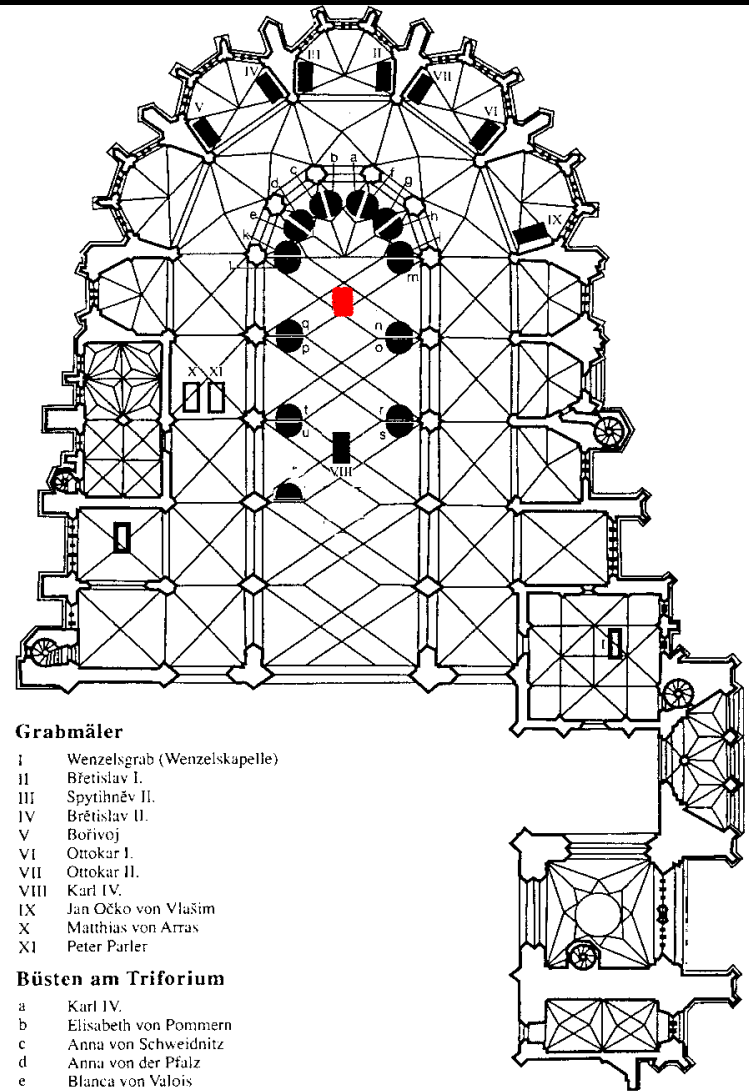 III II
IV VII
V VI
b a
c f
d g
e h
k i
IX
l m
q n
p o
X XI
t r
u s
VIII
I
Grabmäler
I Wenzelsgrab (Wenzelskapelle)
II Břetislav I.
III Spytihněv II.
IV Brětislav II.
V Bořivoj
VI Ottokar I.
VII Ottokar II.
VIII Karl IV.
IX Jan Očko von Vlašim
X Matthias von Arras
XI Peter Parler
Büsten am Triforium
a Karl IV.
b Elisabeth von Pommern
c Anna von Schweidnitz
d Anna von der Pfalz
e Blanca von Valois